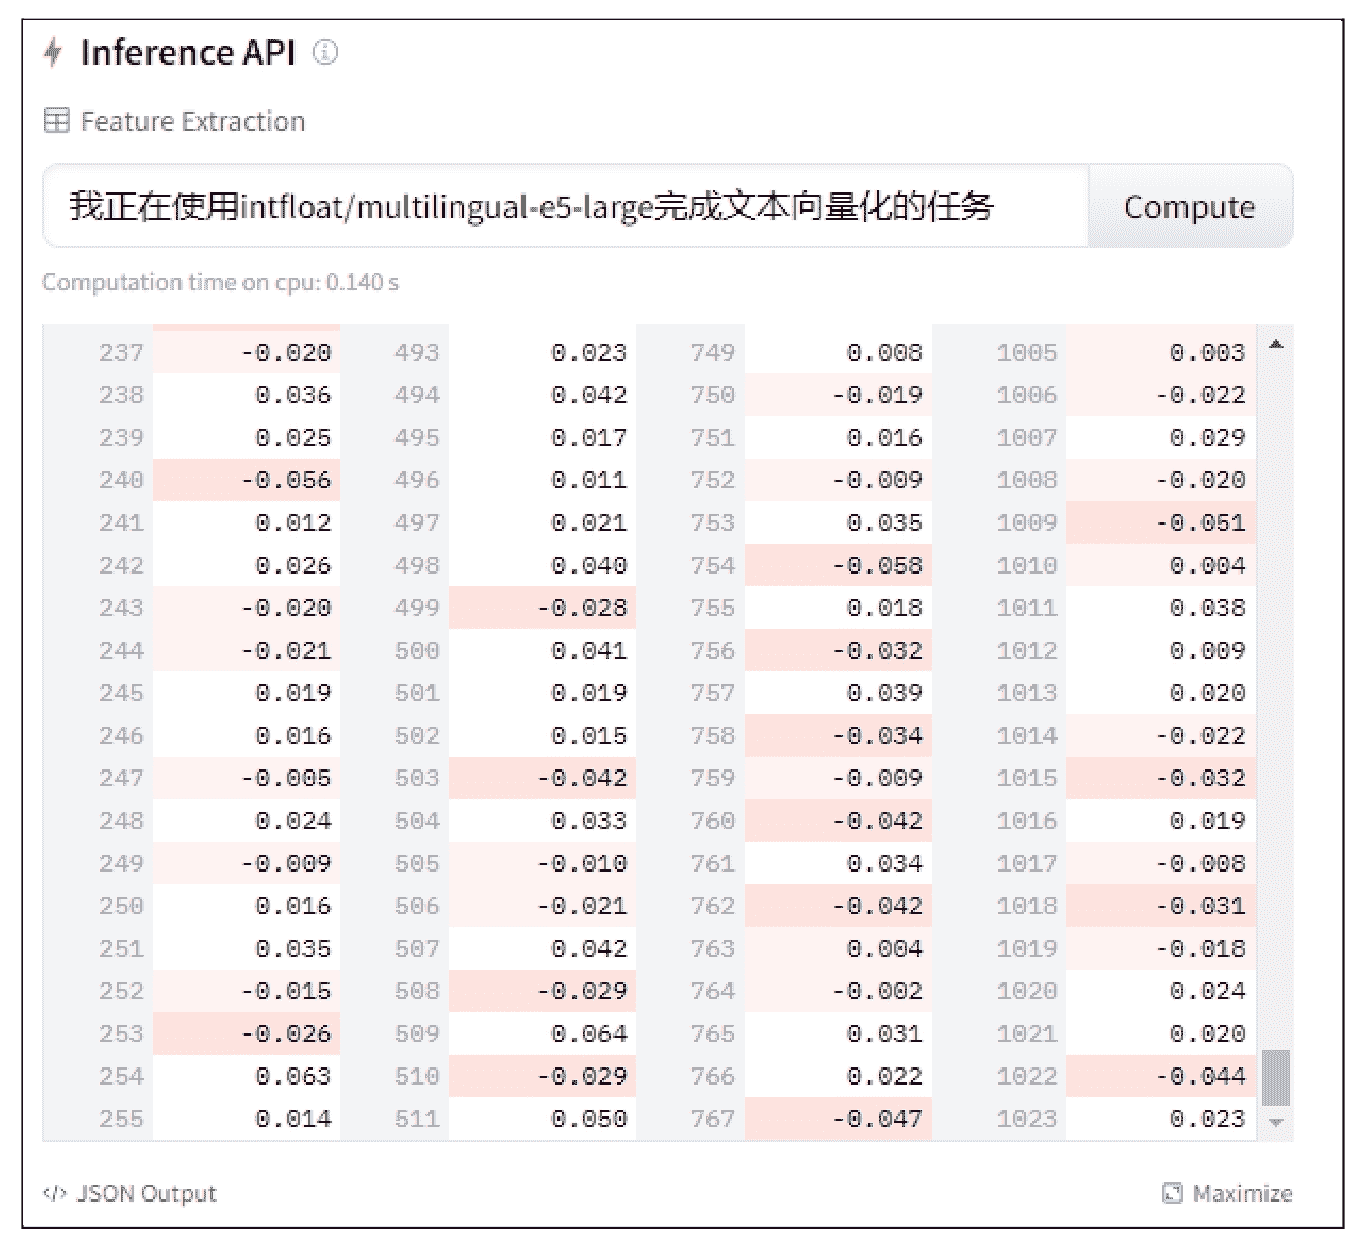 Inference API
Feature Extraction
我正在使用intfloat/multilingual-e5-large完成文本向量化的任务 Compute
Computation time on cpu: 0.140 s
237 -0.020 493 0.023 749 0.008 1005 0.003
238 0.036 494 0.042 750 -0.019 1006 -0.022
239 0.025 495 0.017 751 0.016 1007 0.029
240 -0.056 496 0.011 752 -0.009 1008 -0.020
241 0.012 497 0.021 753 0.035 1009 -0.051
242 0.026 498 0.040 754 -0.058 1010 0.004
243 -0.020 499 -0.028 755 0.018 1011 0.038
244 -0.021 500 0.041 756 -0.032 1012 0.009
245 0.019 501 0.019 757 0.039 1013 0.020
246 0.016 502 0.015 758 -0.034 1014 -0.022
247 -0.005 503 -0.042 759 -0.009 1015 -0.032
248 0.024 504 0.033 760 -0.042 1016 0.019
249 -0.009 505 -0.010 761 0.034 1017 -0.008
250 0.016 506 -0.021 762 -0.042 1018 -0.031
251 0.035 507 0.042 763 0.004 1019 -0.018
252 -0.015 508 -0.029 764 -0.002 1020 0.024
253 -0.026 509 0.064 765 0.031 1021 0.020
254 0.063 510 -0.029 766 0.022 1022 -0.044
255 0.014 511 0.050 767 -0.047 1023 0.023
</> JSON Output Maximize